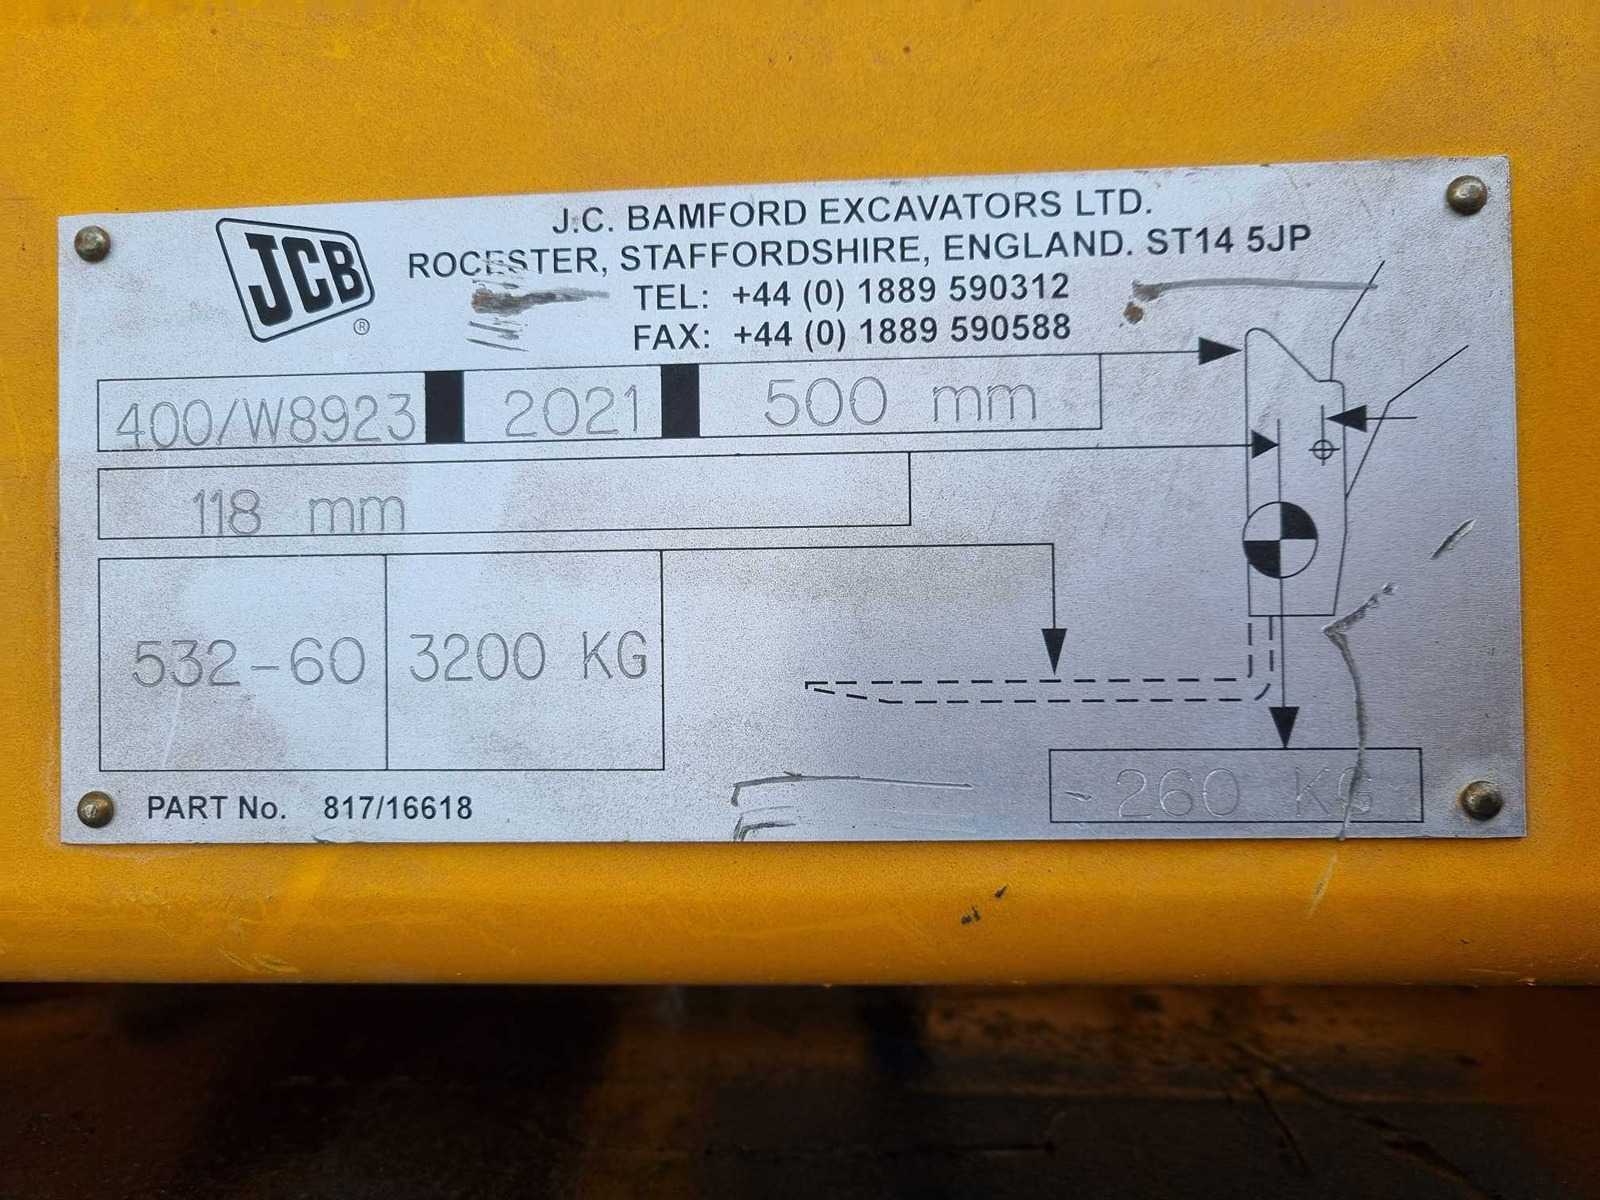 JCB ®
J.C. BAMFORD EXCAVATORS LTD.
ROCESTER, STAFFORDSHIRE, ENGLAND. ST14 5JP
TEL: +44 (0) 1889 590312
FAX: +44 (0) 1889 590588
400/W8923 2021 500 mm
118 mm
532-60 3200 KG
260 KG
PART No. 817/16618